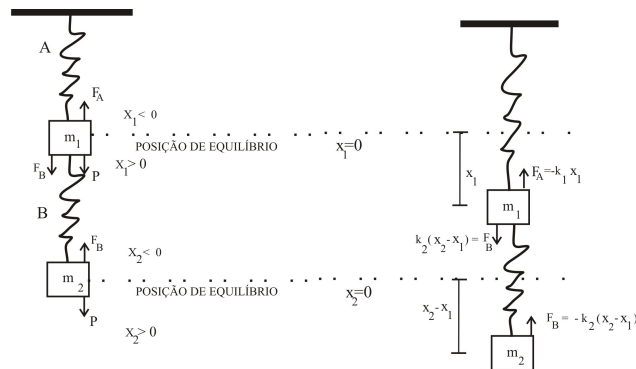 A
F_A
X_1 < 0
m_1
POSIÇÃO DE EQUILÍBRIO
x_1=0
F_B
P
X_1 > 0
B
F_B
X_2 < 0
m_2
POSIÇÃO DE EQUILÍBRIO
x_2=0
P
X_2 > 0
x_1
F_A=-k_1 x_1
m_1
k_2(x_2-x_1) = F_B
x_2-x_1
F_B = -k_2(x_2-x_1)
m_2